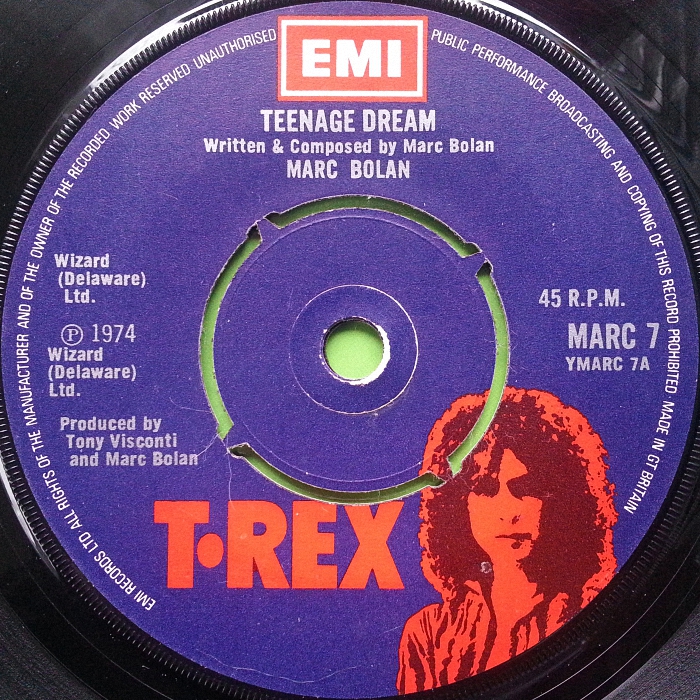 EMI
TEENAGE DREAM
Written & Composed by Marc Bolan
MARC BOLAN
Wizard
(Delaware)
Ltd.
℗ 1974
Wizard
(Delaware)
Ltd.
Produced by
Tony Visconti
and Marc Bolan
45 R.P.M.
MARC 7
YMARC 7A
T•REX
EMI RECORDS LTD ALL RIGHTS OF THE MANUFACTURER AND OF THE OWNER OF THE RECORDED WORK RESERVED UNAUTHORISED PUBLIC PERFORMANCE BROADCASTING AND COPYING OF THIS RECORD PROHIBITED MADE IN GT BRITAIN